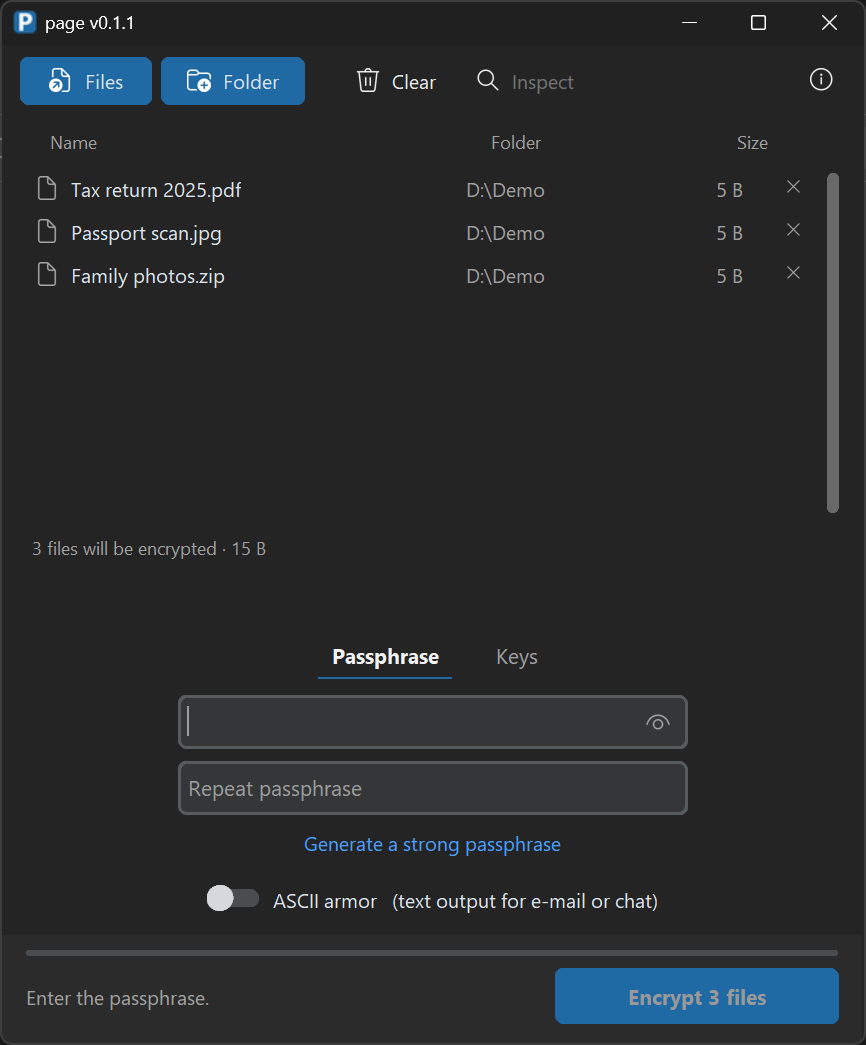 P page v0.1.1
Files Folder Clear Inspect
Name Folder Size
Tax return 2025.pdf D:\Demo 5 B
Passport scan.jpg D:\Demo 5 B
Family photos.zip D:\Demo 5 B
3 files will be encrypted · 15 B
Passphrase Keys
Repeat passphrase
Generate a strong passphrase
ASCII armor (text output for e-mail or chat)
Enter the passphrase. Encrypt 3 files